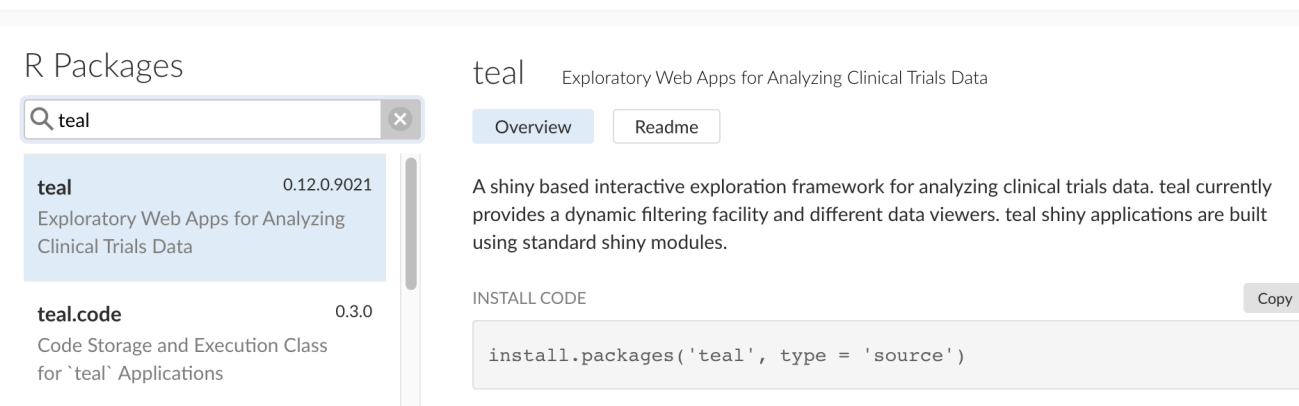 R Packages
teal
teal 0.12.0.9021
Exploratory Web Apps for Analyzing
Clinical Trials Data
teal.code 0.3.0
Code Storage and Execution Class
for `teal` Applications
teal Exploratory Web Apps for Analyzing Clinical Trials Data
Overview Readme
A shiny based interactive exploration framework for analyzing clinical trials data. teal currently
provides a dynamic filtering facility and different data viewers. teal shiny applications are built
using standard shiny modules.
INSTALL CODE Copy
install.packages('teal', type = 'source')